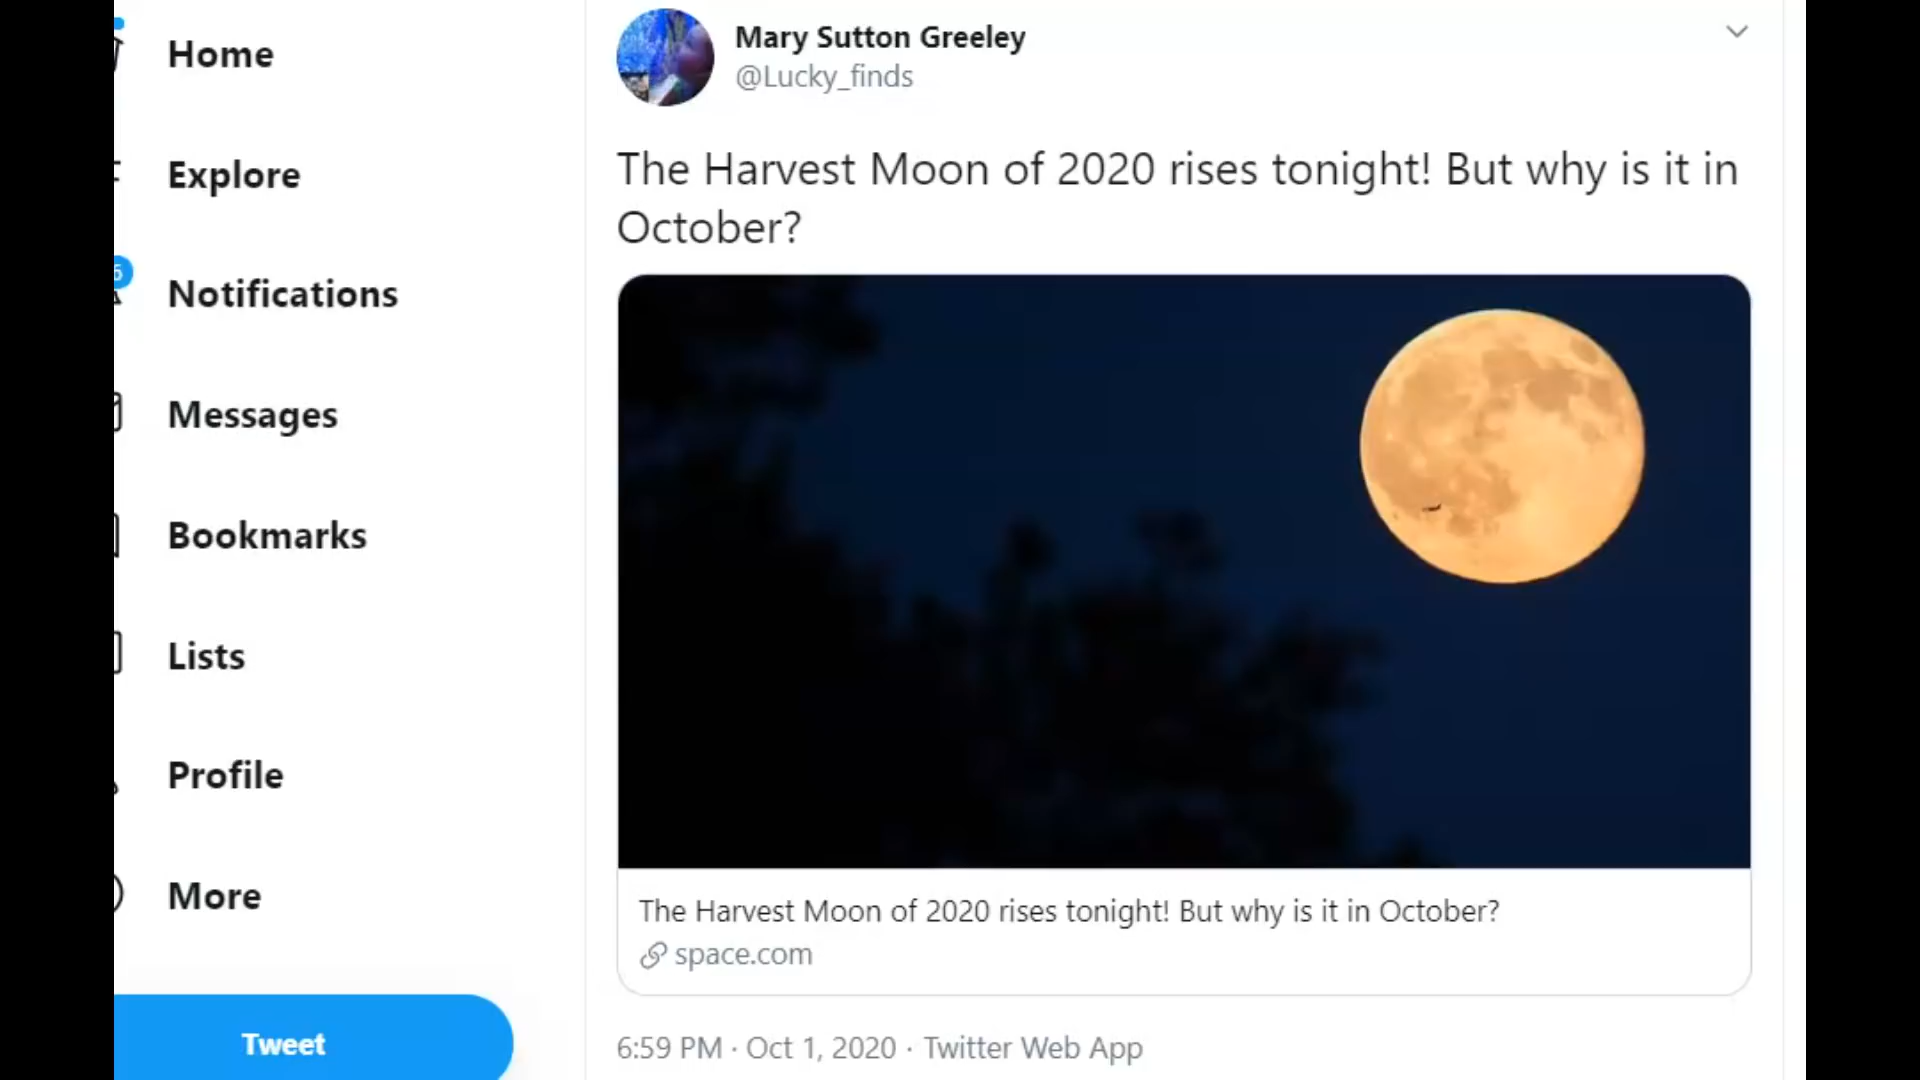 Home
Explore
6
Notifications
Messages
Bookmarks
Lists
Profile
More
Tweet
Mary Sutton Greeley
@Lucky_finds
The Harvest Moon of 2020 rises tonight! But why is it in
October?
The Harvest Moon of 2020 rises tonight! But why is it in October?
space.com
6:59 PM · Oct 1, 2020 · Twitter Web App